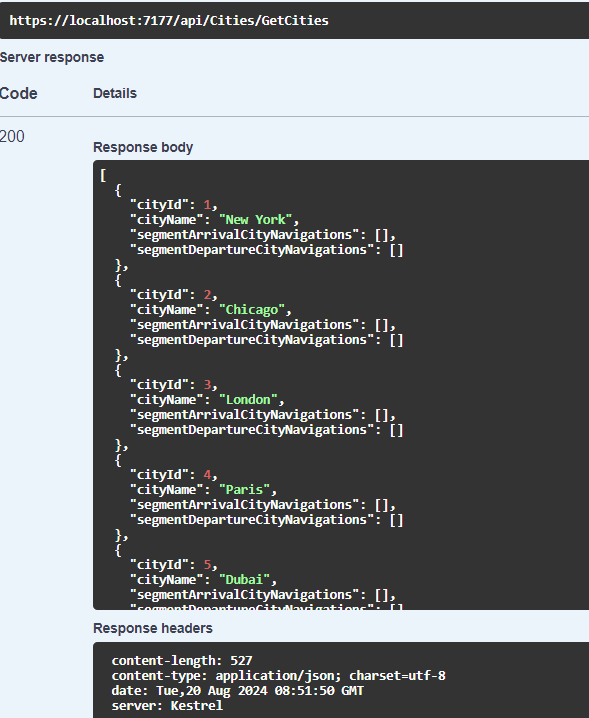 https://localhost:7177/api/Cities/GetCities
Server response
Code Details
200
Response body
[
  {
    "cityId": 1,
    "cityName": "New York",
    "segmentArrivalCityNavigations": [],
    "segmentDepartureCityNavigations": []
  },
  {
    "cityId": 2,
    "cityName": "Chicago",
    "segmentArrivalCityNavigations": [],
    "segmentDepartureCityNavigations": []
  },
  {
    "cityId": 3,
    "cityName": "London",
    "segmentArrivalCityNavigations": [],
    "segmentDepartureCityNavigations": []
  },
  {
    "cityId": 4,
    "cityName": "Paris",
    "segmentArrivalCityNavigations": [],
    "segmentDepartureCityNavigations": []
  },
  {
    "cityId": 5,
    "cityName": "Dubai",
    "segmentArrivalCityNavigations": [],
    "segmentDepartureCityNavigations": []
Response headers
content-length: 527
content-type: application/json; charset=utf-8
date: Tue,20 Aug 2024 08:51:50 GMT
server: Kestrel